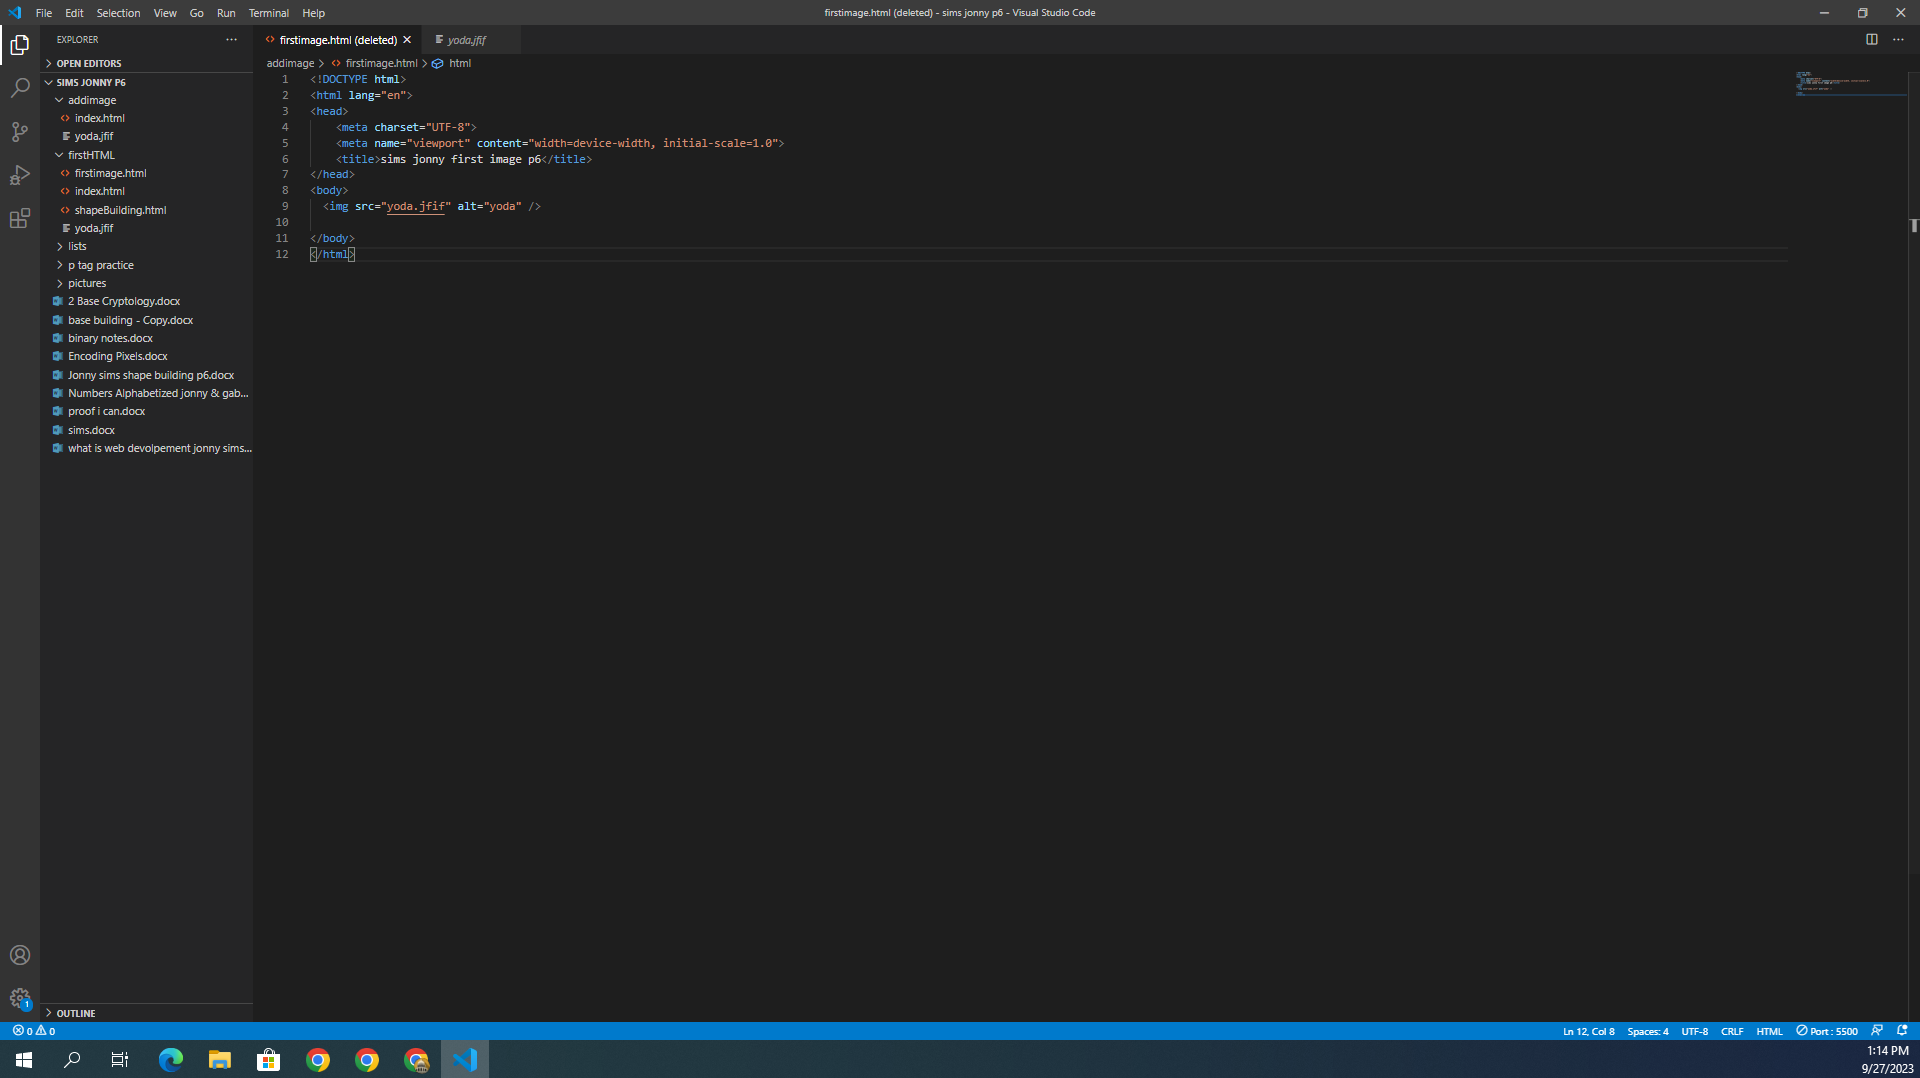 File Edit Selection View Go Run Terminal Help
firstimage.html (deleted) - sims jonny p6 - Visual Studio Code
EXPLORER
OPEN EDITORS
SIMS JONNY P6
addimage
index.html
yoda.jfif
firstHTML
firstimage.html
index.html
shapeBuilding.html
yoda.jfif
lists
p tag practice
pictures
2 Base Cryptology.docx
base building - Copy.docx
binary notes.docx
Encoding Pixels.docx
Jonny sims shape building p6.docx
Numbers Alphabetized jonny & gab...
proof i can.docx
sims.docx
what is web devolpement jonny sims...
OUTLINE
firstimage.html (deleted) yoda.jfif
addimage > firstimage.html > html
1 <!DOCTYPE html>
2 <html lang="en">
3 <head>
4 <meta charset="UTF-8">
5 <meta name="viewport" content="width=device-width, initial-scale=1.0">
6 <title>sims jonny first image p6</title>
7 </head>
8 <body>
9 <img src="yoda.jfif" alt="yoda" />
10
11 </body>
12 </html>
1
0 0
Ln 12, Col 8 Spaces: 4 UTF-8 CRLF HTML Port : 5500
1:14 PM
9/27/2023